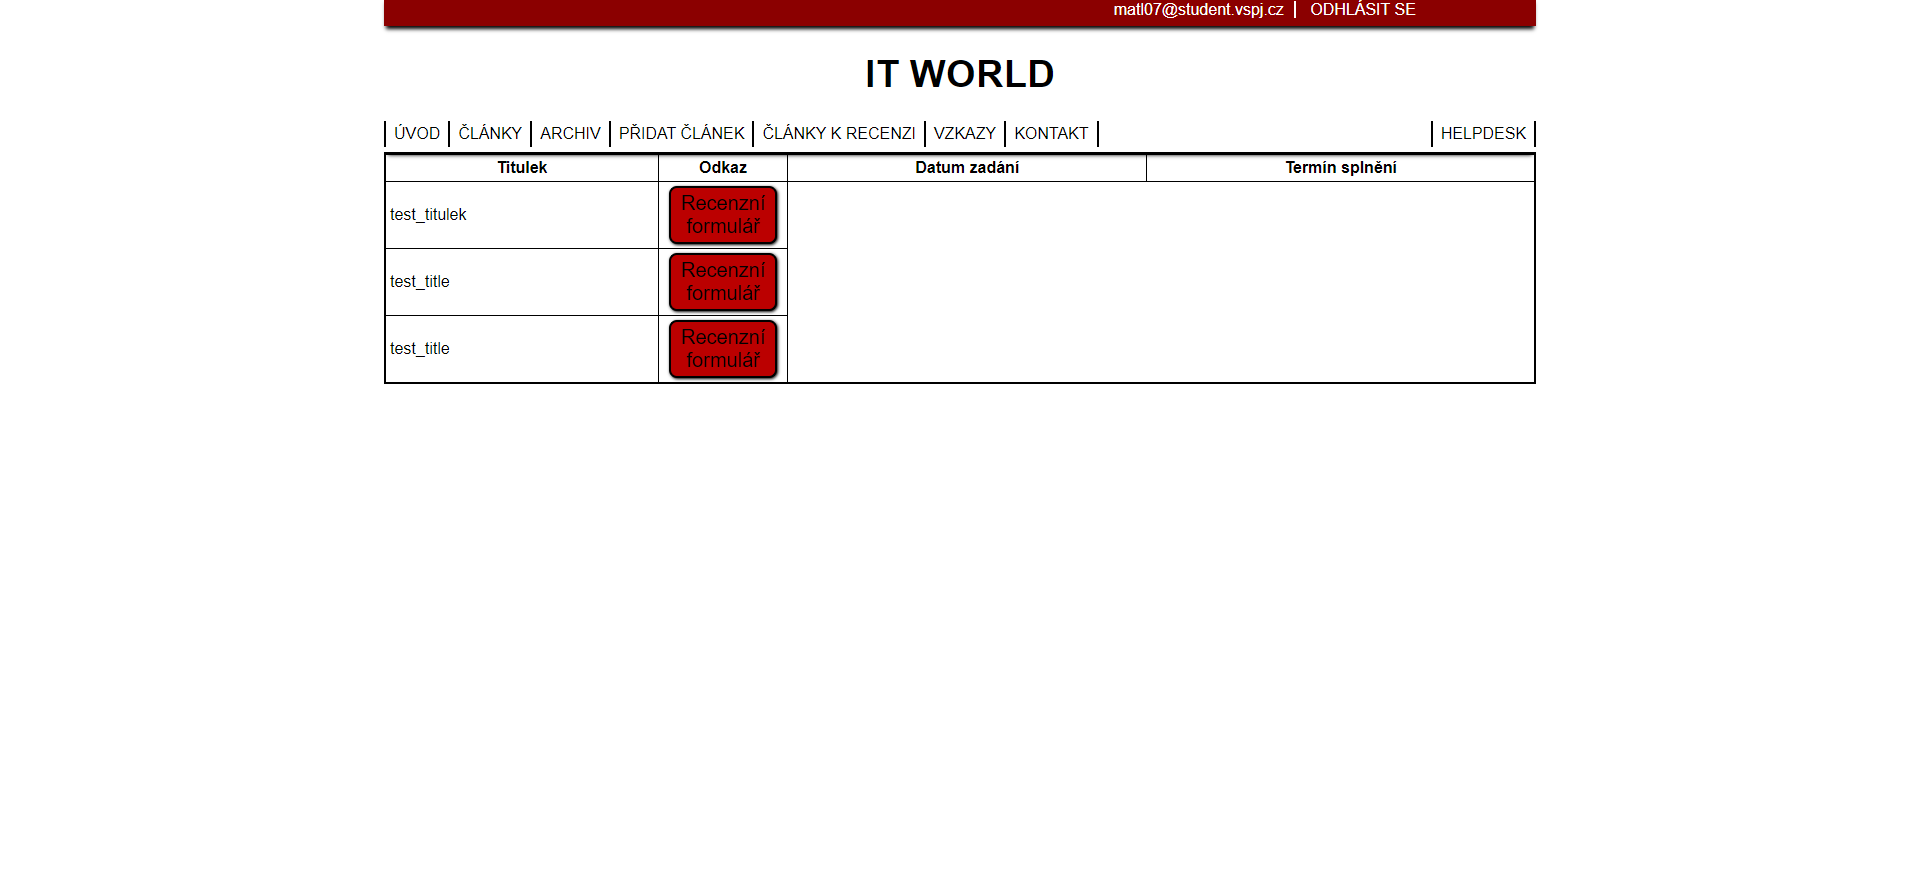 matl07@student.vspj.cz ODHLÁSIT SE
IT WORLD
ÚVOD ČLÁNKY ARCHIV PŘIDAT ČLÁNEK ČLÁNKY K RECENZI VZKAZY KONTAKT HELPDESK
Titulek Odkaz Datum zadání Termín splnění
test_titulek
Recenzní
formulář
test_title
Recenzní
formulář
test_title
Recenzní
formulář